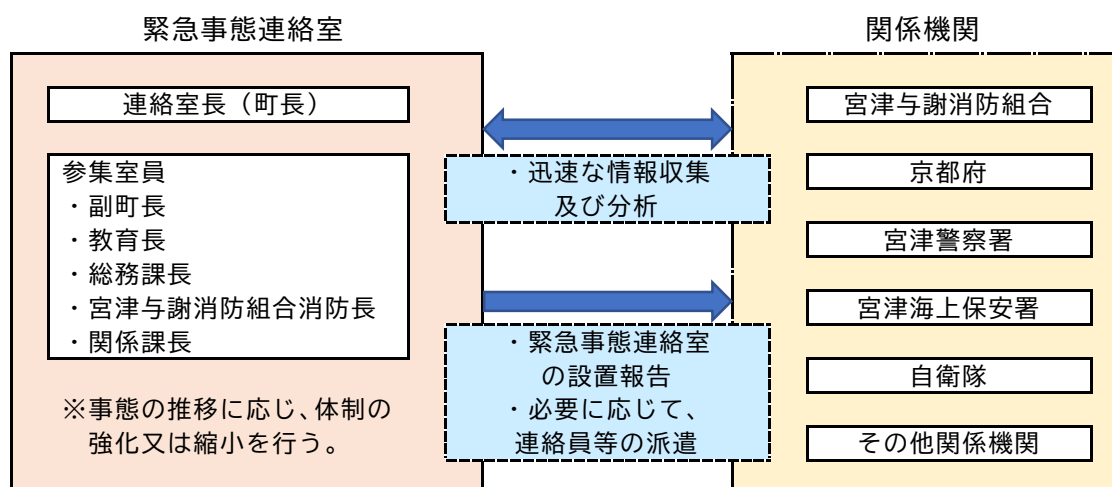 緊急事態連絡室
関係機関
連絡室長（町長）
参集室員
・副町長
・教育長
・総務課長
・宮津与謝消防組合消防長
・関係課長
※事態の推移に応じ、体制の
強化又は縮小を行う。
・迅速な情報収集
及び分析
・緊急事態連絡室
の設置報告
・必要に応じて、
連絡員等の派遣
宮津与謝消防組合
京都府
宮津警察署
宮津海上保安署
自衛隊
その他関係機関